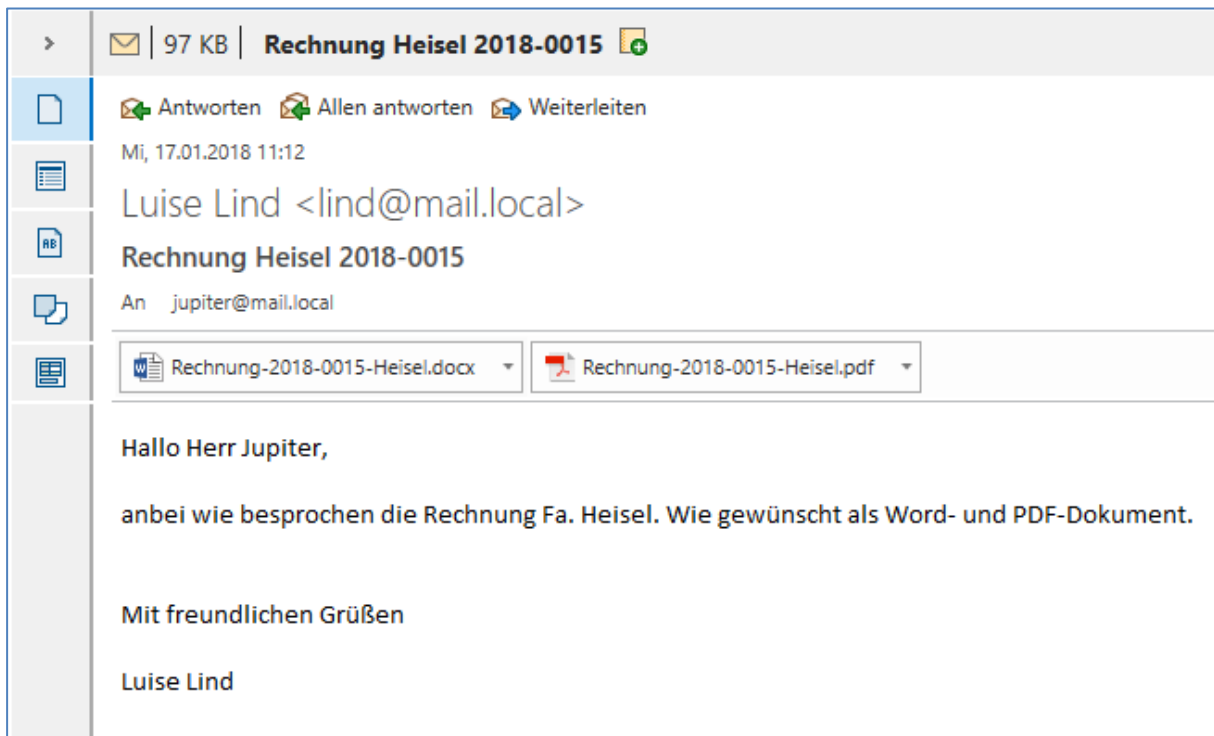 97 KB Rechnung Heisel 2018-0015
Antworten Allen antworten Weiterleiten
Mi, 17.01.2018 11:12
Luise Lind <lind@mail.local>
Rechnung Heisel 2018-0015
An jupiter@mail.local
Rechnung-2018-0015-Heisel.docx Rechnung-2018-0015-Heisel.pdf
Hallo Herr Jupiter,
anbei wie besprochen die Rechnung Fa. Heisel. Wie gewünscht als Word- und PDF-Dokument.
Mit freundlichen Grüßen
Luise Lind